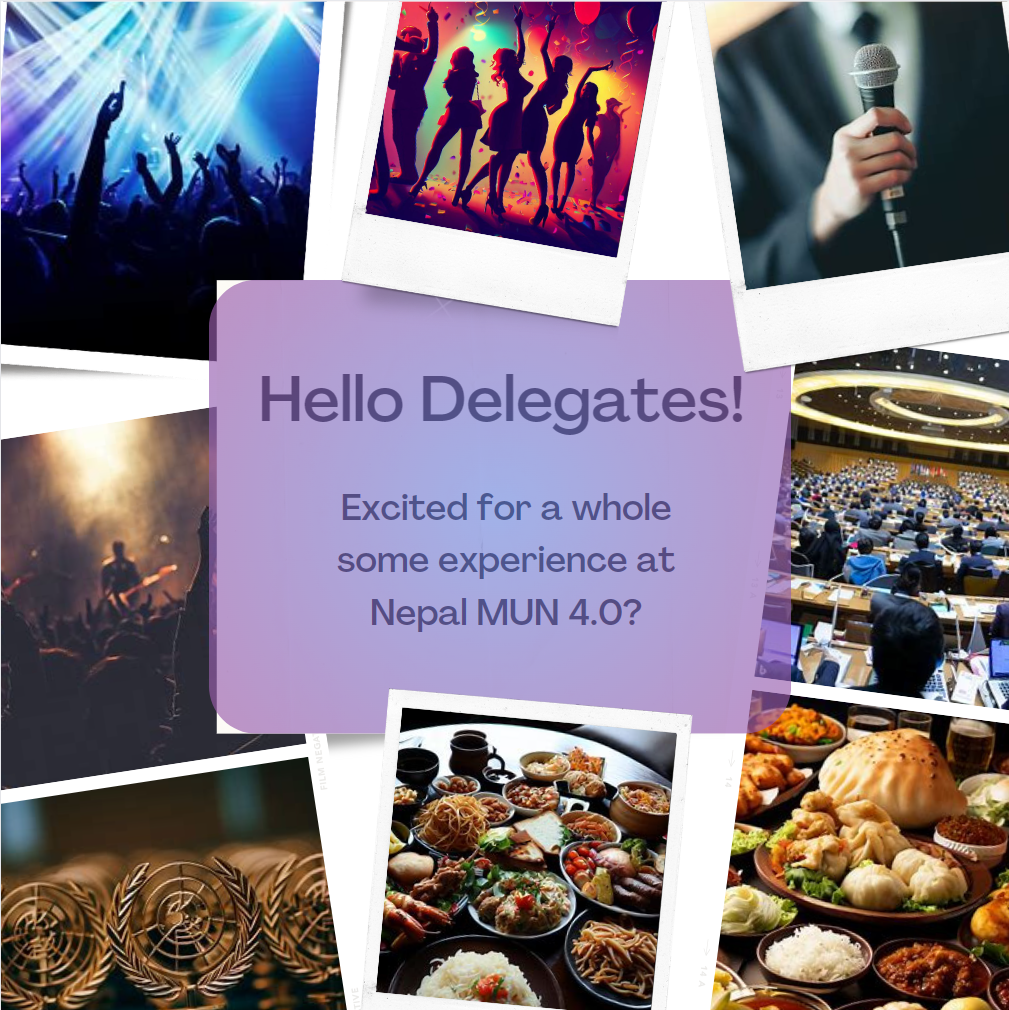 Hello Delegates!
Excited for a whole
some experience at
Nepal MUN 4.0?